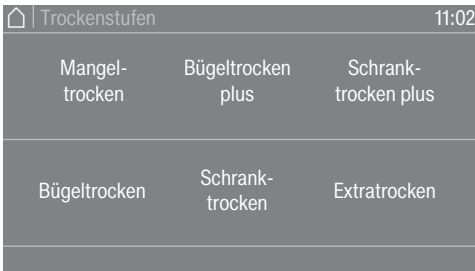 Trockenstufen 11:02
Mangel-
trocken
Bügeltrocken
plus
Schrank-
trocken plus
Bügeltrocken
Schrank-
trocken
Extratrocken